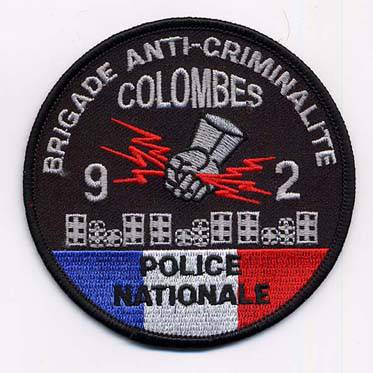 BRIGADE ANTI-CRIMINALITE
COLOMBES
9 2
POLICE
NATIONALE